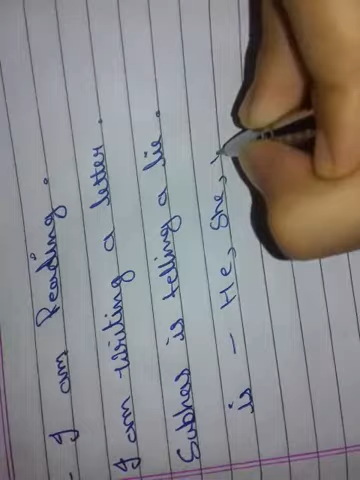 - I am Reading.
I am writing a letter.
Subhas is telling a lie.
is - He, She,